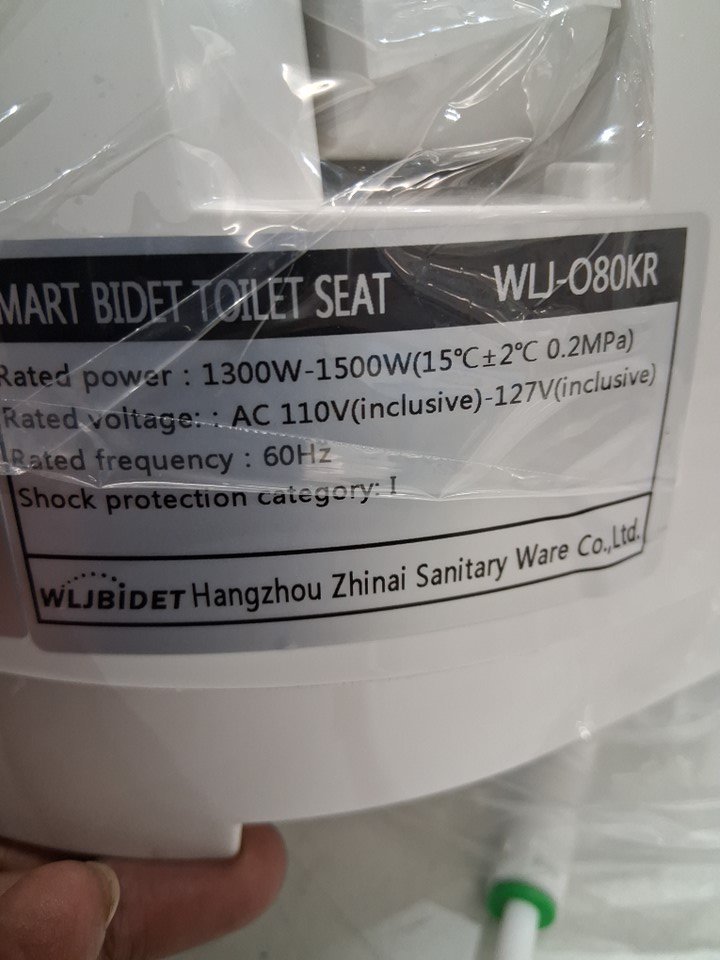 MART BIDET TOILET SEAT WLJ-O80KR
Rated power : 1300W-1500W(15℃±2℃ 0.2MPa)
Rated voltage: : AC 110V(inclusive)-127V(inclusive)
Rated frequency : 60Hz
Shock protection category: I
WLJBiDET Hangzhou Zhinai Sanitary Ware Co.,Ltd.